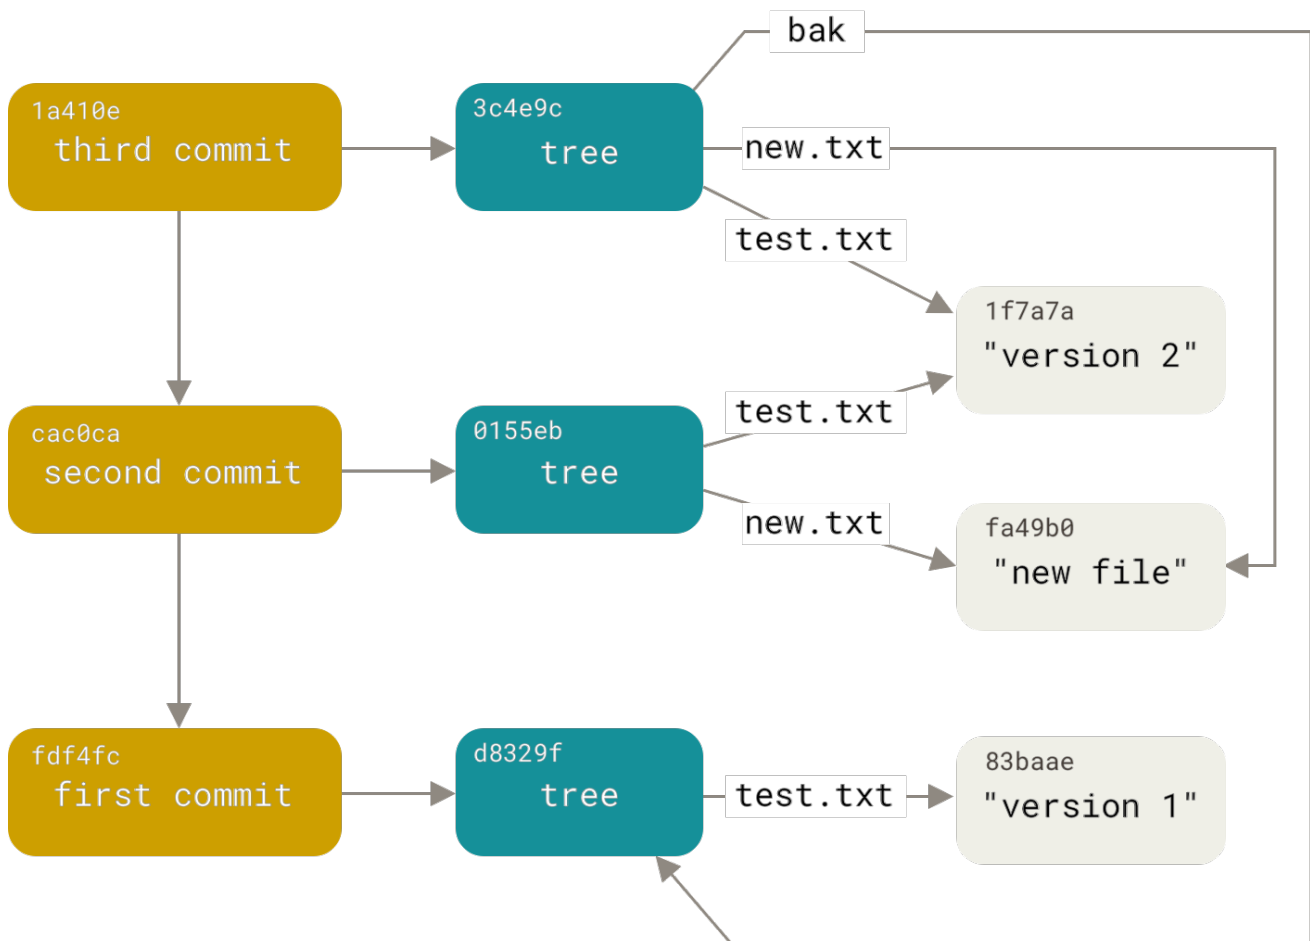 bak
1a410e
third commit
3c4e9c
tree
new.txt
test.txt
1f7a7a
"version 2"
cac0ca
second commit
0155eb
tree
test.txt
new.txt
fa49b0
"new file"
fdf4fc
first commit
d8329f
tree
test.txt
83baae
"version 1"